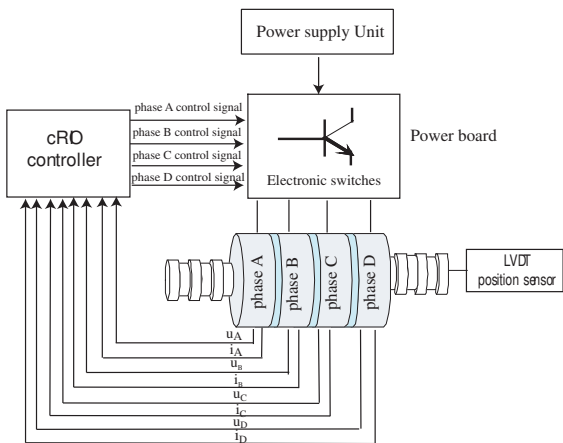 Power supply Unit
phase A control signal
phase B control signal
phase C control signal
phase D control signal
cRIO
controller
Electronic switches
Power board
phase A
phase B
phase C
phase D
LVDT
position sensor
uA
iA
uB
iB
uC
iC
uD
iD